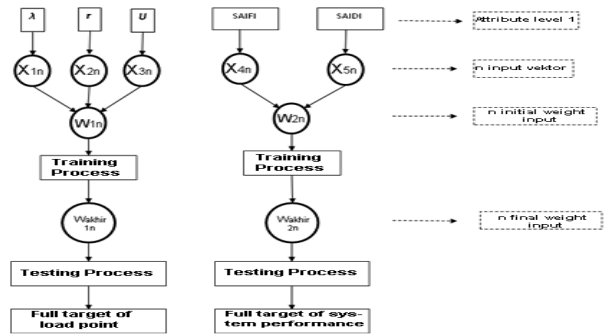 λ r U SAIFI SAIDI Attribute level 1
X1n X2n X3n X4n X5n n input vektor
W1n W2n n initial weight
input
Training
Process
Training
Process
Wakhir
1n
Wakhir
2n
n final weight
input
Testing Process Testing Process
Full target of
load point
Full target of sys-
tem performance